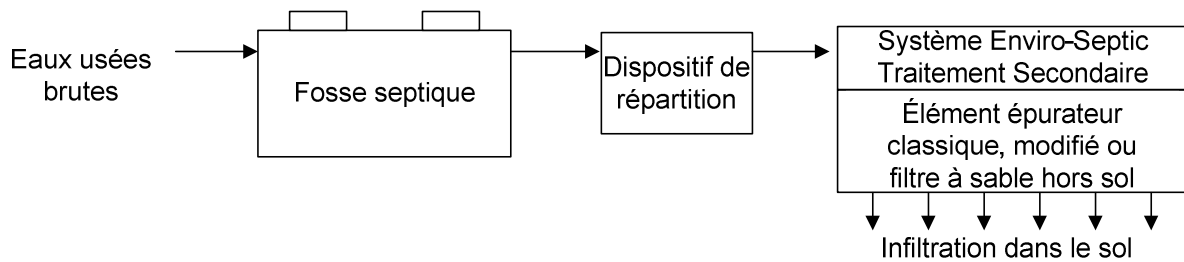 Eaux usées
brutes
Fosse septique
Dispositif de
répartition
Système Enviro-Septic
Traitement Secondaire
Élément épurateur
classique, modifié ou
filtre à sable hors sol
Infiltration dans le sol